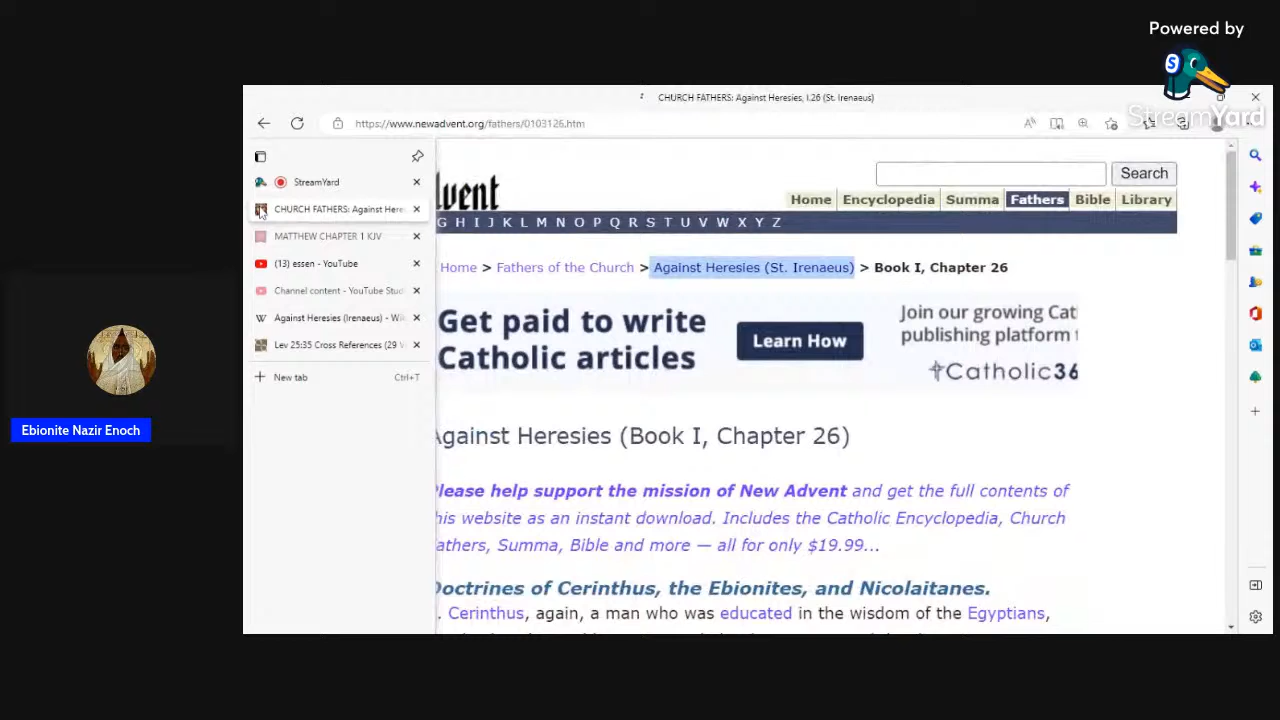 Powered by
StreamYard
CHURCH FATHERS: Against Heresies, I.26 (St. Irenaeus)
https://www.newadvent.org/fathers/0103126.htm
StreamYard
CHURCH FATHERS: Against Here
MATTHEW CHAPTER 1 KJV
(13) essen - YouTube
Channel content - YouTube Stud
Against Heresies (Irenaeus) - Wi
Lev 25:35 Cross References (29
New tab Ctrl+T
dvent
Search
Home Encyclopedia Summa Fathers Bible Library
G H I J K L M N O P Q R S T U V W X Y Z
Home > Fathers of the Church > Against Heresies (St. Irenaeus) > Book I, Chapter 26
Get paid to write
Catholic articles
Learn How
Join our growing Cat
publishing platform
Catholic36
Against Heresies (Book I, Chapter 26)
Please help support the mission of New Advent and get the full contents of
his website as an instant download. Includes the Catholic Encyclopedia, Church
athers, Summa, Bible and more — all for only $19.99...
Doctrines of Cerinthus, the Ebionites, and Nicolaitanes.
. Cerinthus, again, a man who was educated in the wisdom of the Egyptians,
Ebionite Nazir Enoch